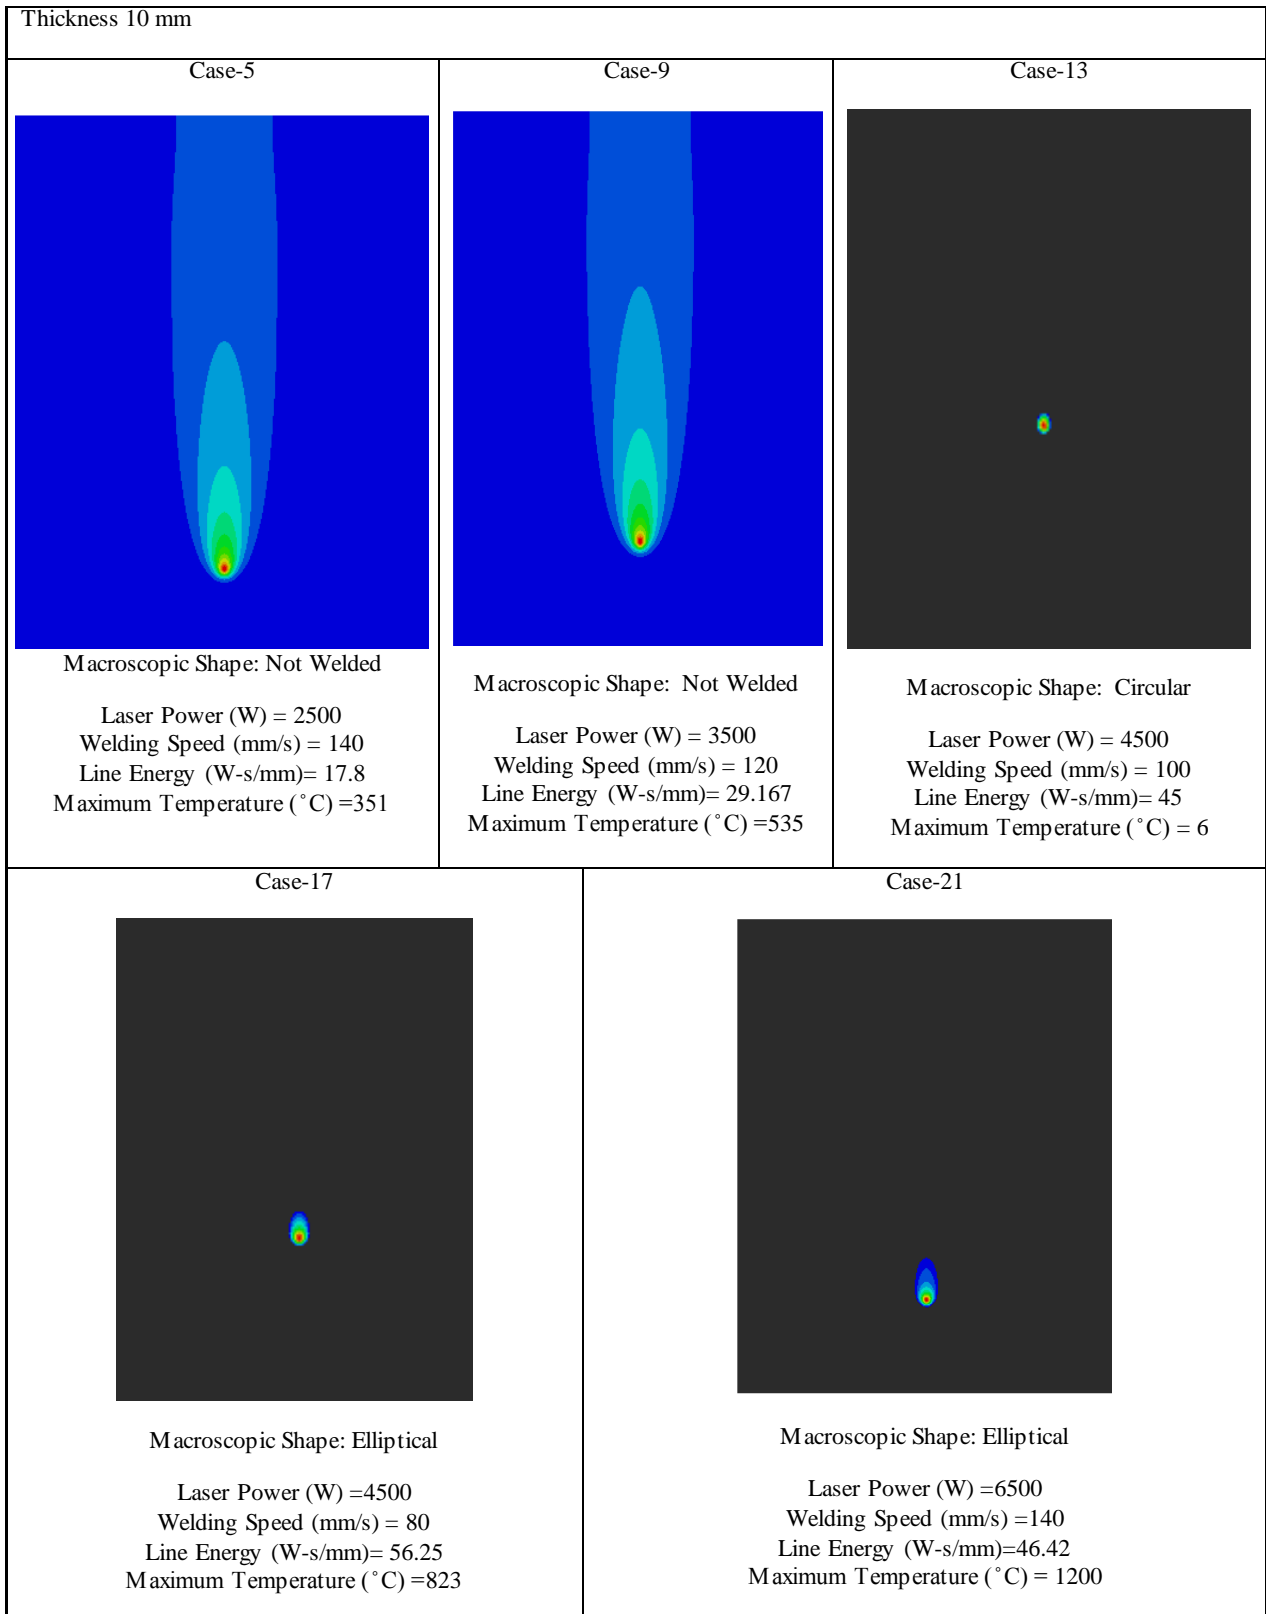 Thickness 10 mm
Case-5
Macroscopic Shape: Not Welded
Laser Power (W) = 2500
Welding Speed (mm/s) = 140
Line Energy (W-s/mm)= 17.8
Maximum Temperature (˚C) =351
Case-9
Macroscopic Shape: Not Welded
Laser Power (W) = 3500
Welding Speed (mm/s) = 120
Line Energy (W-s/mm)= 29.167
Maximum Temperature (˚C) =535
Case-13
Macroscopic Shape: Circular
Laser Power (W) = 4500
Welding Speed (mm/s) = 100
Line Energy (W-s/mm)= 45
Maximum Temperature (˚C) = 6
Case-17
Macroscopic Shape: Elliptical
Laser Power (W) =4500
Welding Speed (mm/s) = 80
Line Energy (W-s/mm)= 56.25
Maximum Temperature (˚C) =823
Case-21
Macroscopic Shape: Elliptical
Laser Power (W) =6500
Welding Speed (mm/s) =140
Line Energy (W-s/mm)=46.42
Maximum Temperature (˚C) = 1200